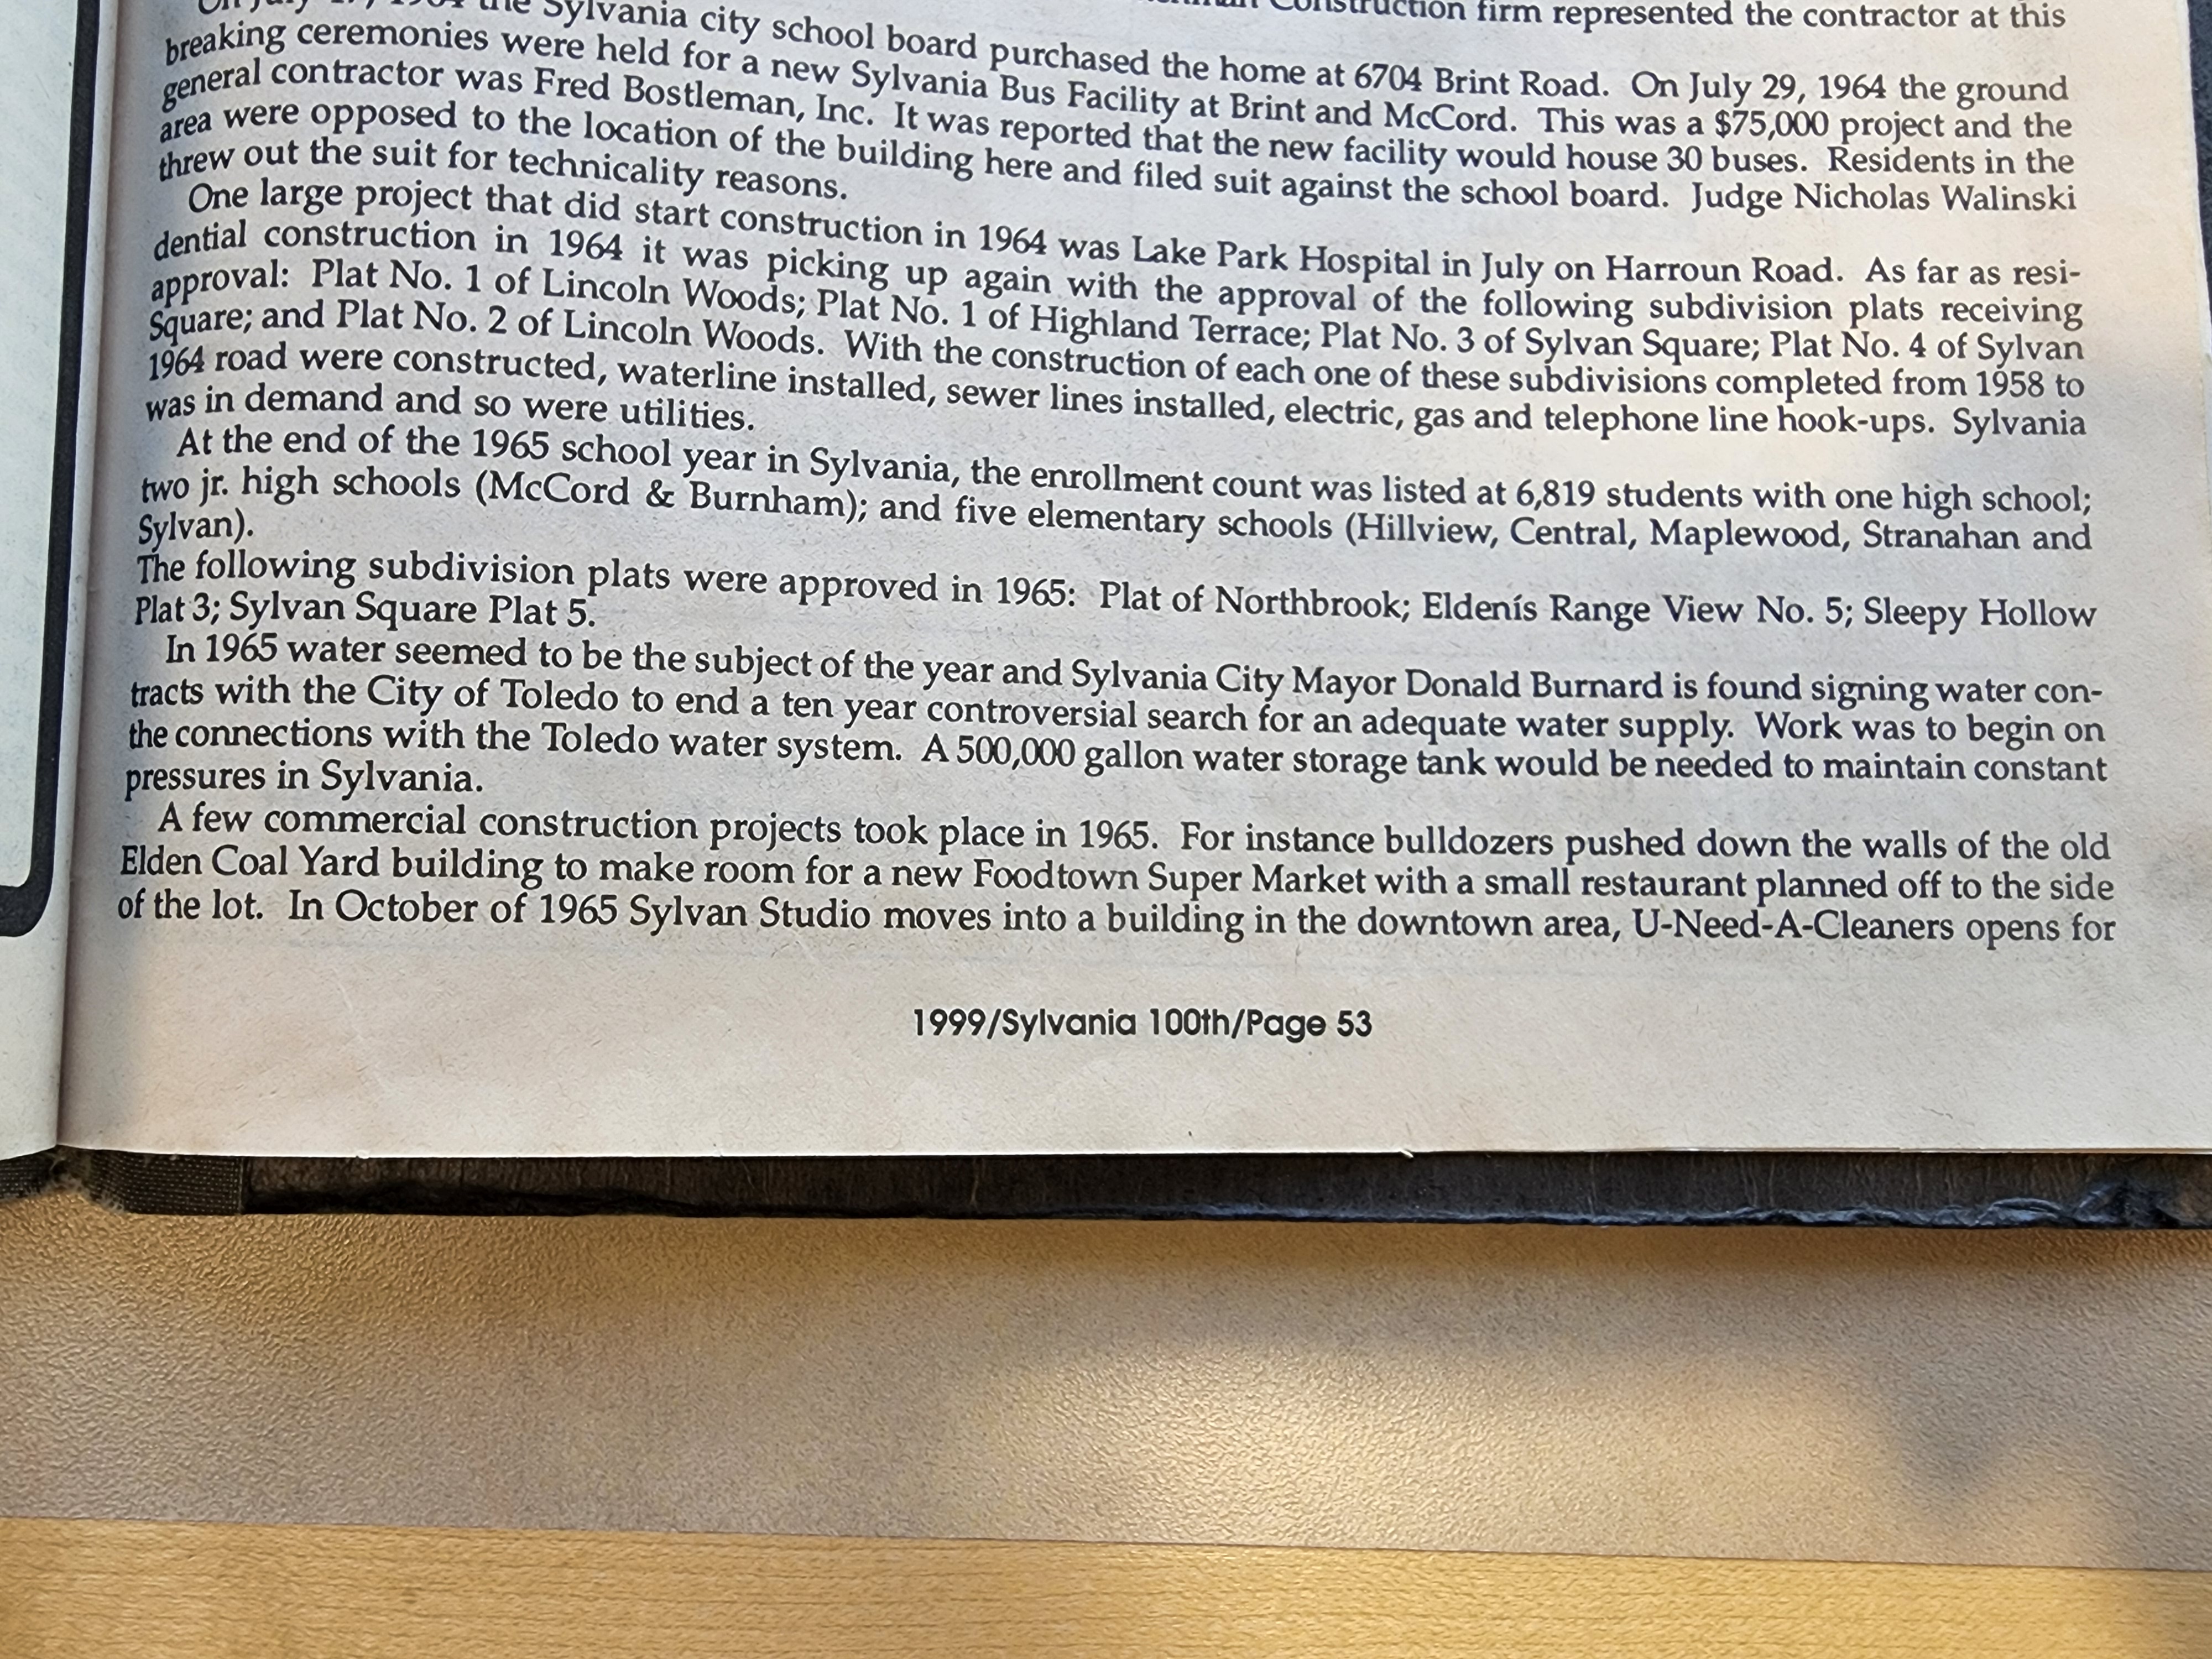 Construction firm represented the contractor at this
the Sylvania city school board purchased the home at 6704 Brint Road. On July 29, 1964 the ground
breaking ceremonies were held for a new Sylvania Bus Facility at Brint and McCord. This was a $75,000 project and the
general contractor was Fred Bostleman, Inc. It was reported that the new facility would house 30 buses. Residents in the
area were opposed to the location of the building here and filed suit against the school board. Judge Nicholas Walinski
threw out the suit for technicality reasons.
One large project that did start construction in 1964 was Lake Park Hospital in July on Harroun Road. As far as resi-
dential construction in 1964 it was picking up again with the approval of the following subdivision plats receiving
approval: Plat No. 1 of Lincoln Woods; Plat No. 1 of Highland Terrace; Plat No. 3 of Sylvan Square; Plat No. 4 of Sylvan
Square; and Plat No. 2 of Lincoln Woods. With the construction of each one of these subdivisions completed from 1958 to
1964 road were constructed, waterline installed, sewer lines installed, electric, gas and telephone line hook-ups. Sylvania
was in demand and so were utilities.
At the end of the 1965 school year in Sylvania, the enrollment count was listed at 6,819 students with one high school;
two jr. high schools (McCord & Burnham); and five elementary schools (Hillview, Central, Maplewood, Stranahan and
Sylvan).
The following subdivision plats were approved in 1965: Plat of Northbrook; Eldenís Range View No. 5; Sleepy Hollow
Plat 3; Sylvan Square Plat 5.
In 1965 water seemed to be the subject of the year and Sylvania City Mayor Donald Burnard is found signing water con-
tracts with the City of Toledo to end a ten year controversial search for an adequate water supply. Work was to begin on
the connections with the Toledo water system. A 500,000 gallon water storage tank would be needed to maintain constant
pressures in Sylvania.
A few commercial construction projects took place in 1965. For instance bulldozers pushed down the walls of the old
Elden Coal Yard building to make room for a new Foodtown Super Market with a small restaurant planned off to the side
of the lot. In October of 1965 Sylvan Studio moves into a building in the downtown area, U-Need-A-Cleaners opens for
1999/Sylvania 100th/Page 53